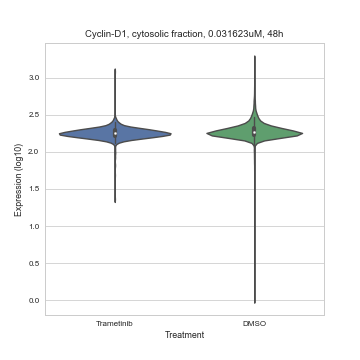 Cyclin-D1, cytosolic fraction, 0.031623uM, 48h
3.0
2.5
2.0
1.5
1.0
0.5
0.0
Expression (log10)
Trametinib
DMSO
Treatment